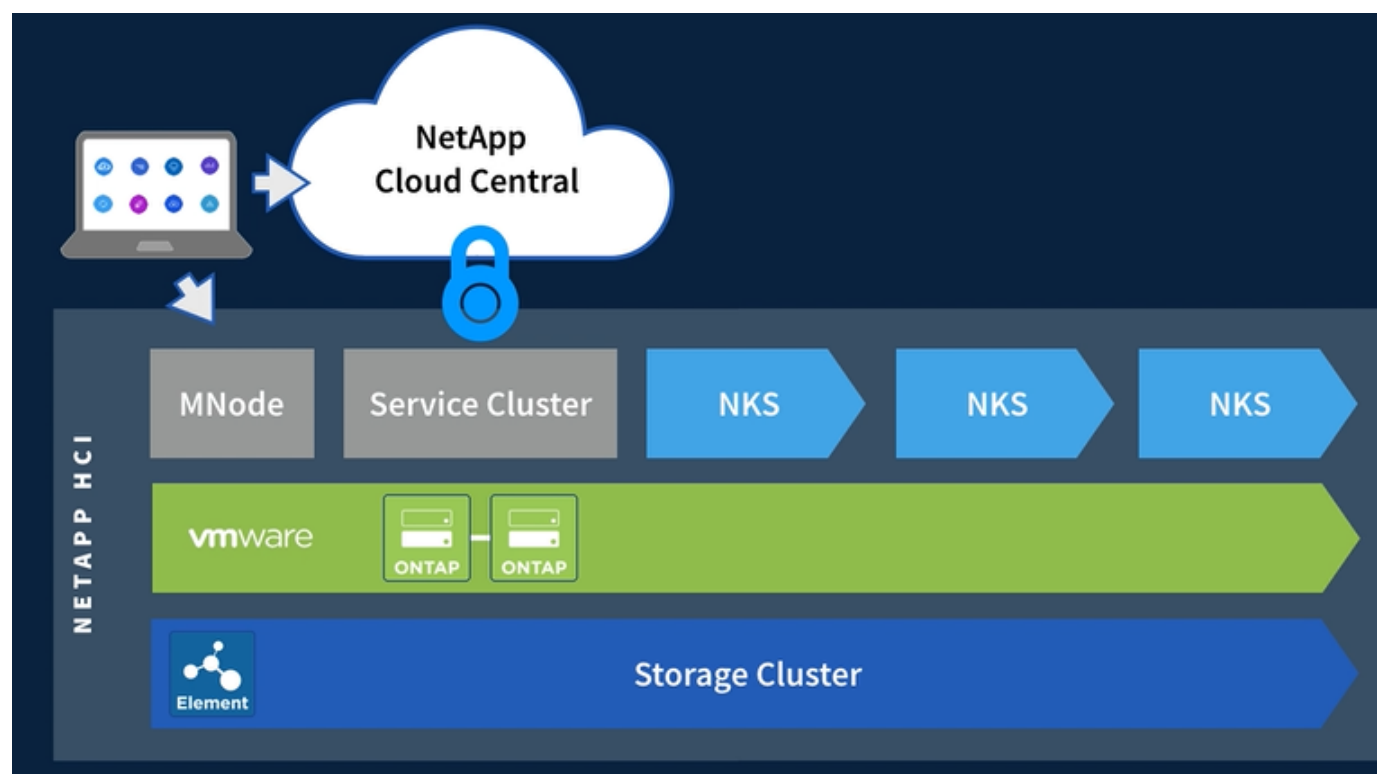 NetApp
Cloud Central
NETAPP HCI
MNode
Service Cluster
NKS
NKS
NKS
vmware
ONTAP
ONTAP
Element
Storage Cluster